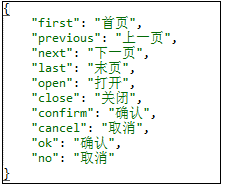 {
"first": "首页",
"previous": "上一页",
"next": "下一页",
"last": "末页",
"open": "打开",
"close": "关闭",
"confirm": "确认",
"cancel": "取消",
"ok": "确认",
"no": "取消"
}